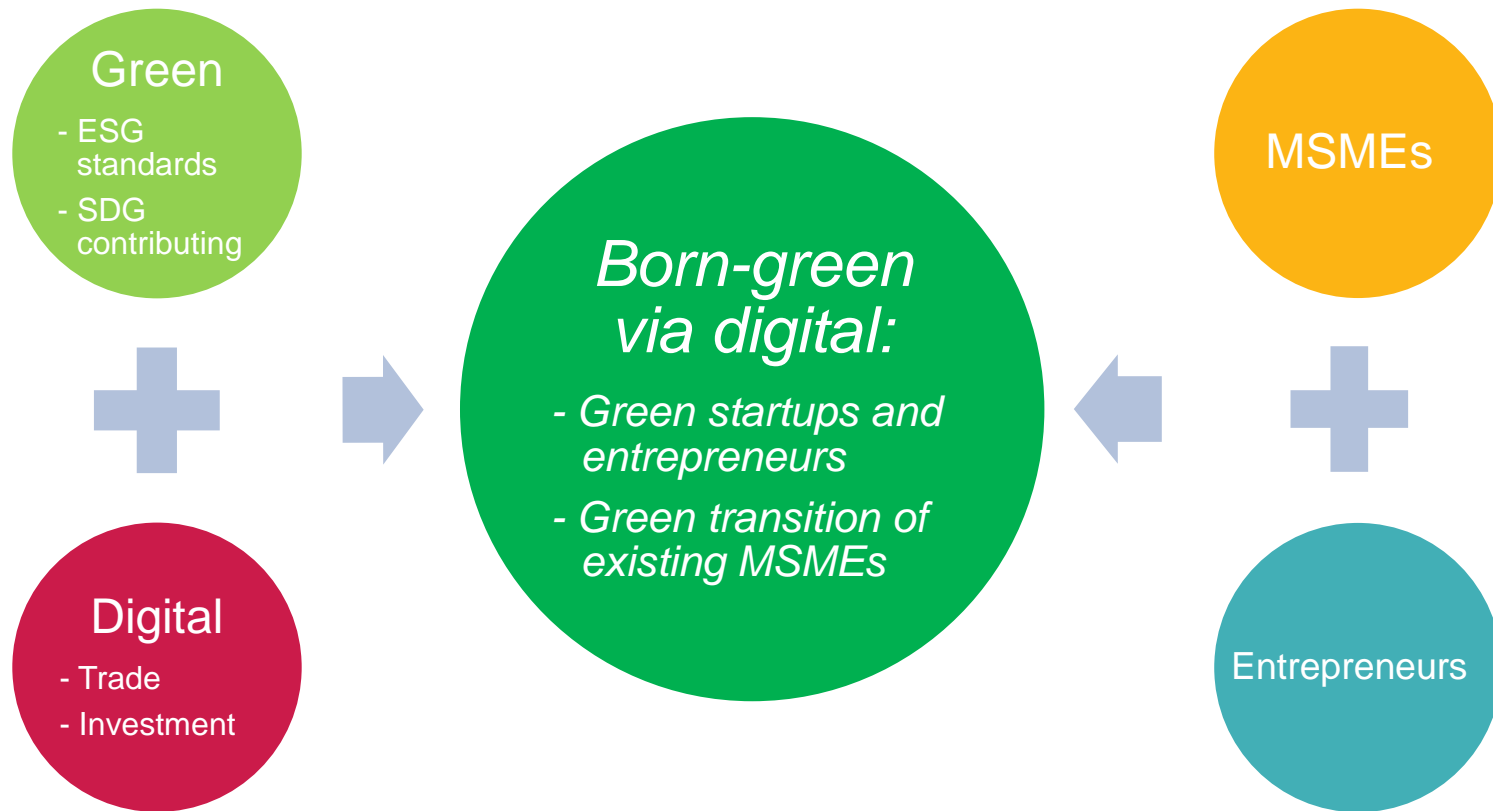 Green
- ESG
standards
- SDG
contributing
Digital
- Trade
- Investment
Born-green
via digital:
- Green startups and
entrepreneurs
- Green transition of
existing MSMEs
MSMEs
Entrepreneurs